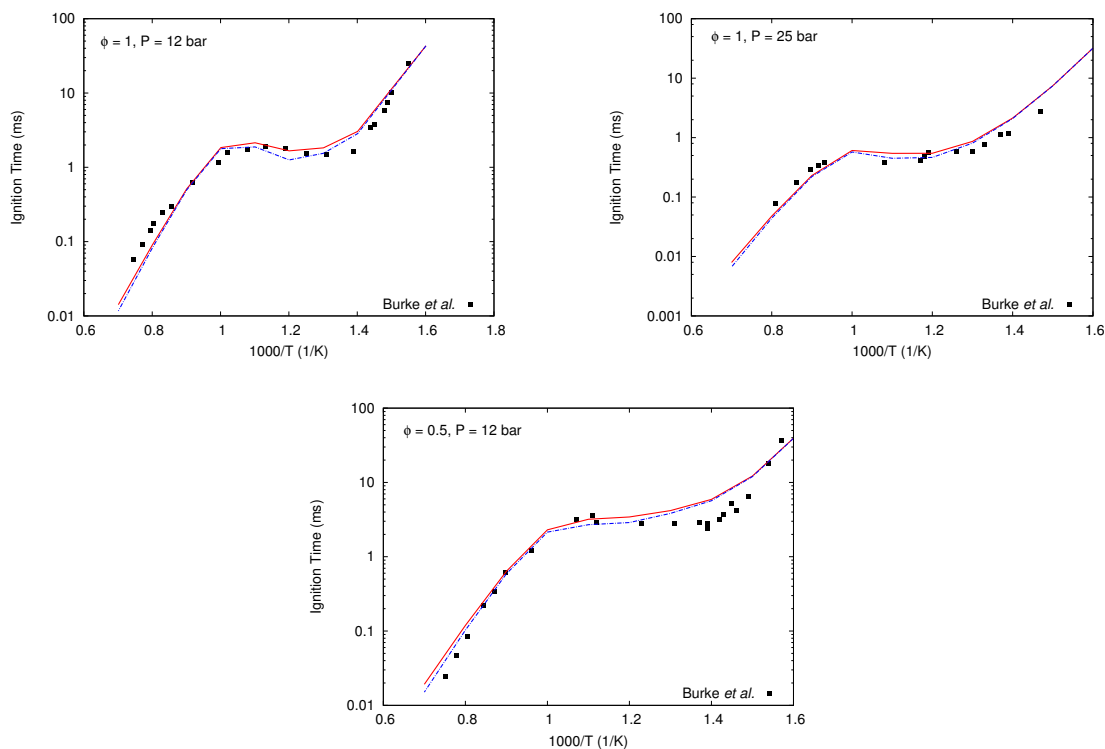 100
10
1
0.1
0.01
0.6
0.8
1
1.2
1.4
1.6
1.8
Ignition Time (ms)
1000/T (1/K)
ϕ = 1, P = 12 bar
Burke et al.
100
10
1
0.1
0.01
0.001
0.6
0.8
1
1.2
1.4
1.6
Ignition Time (ms)
1000/T (1/K)
ϕ = 1, P = 25 bar
Burke et al.
100
10
1
0.1
0.01
0.6
0.8
1
1.2
1.4
1.6
Ignition Time (ms)
1000/T (1/K)
ϕ = 0.5, P = 12 bar
Burke et al.